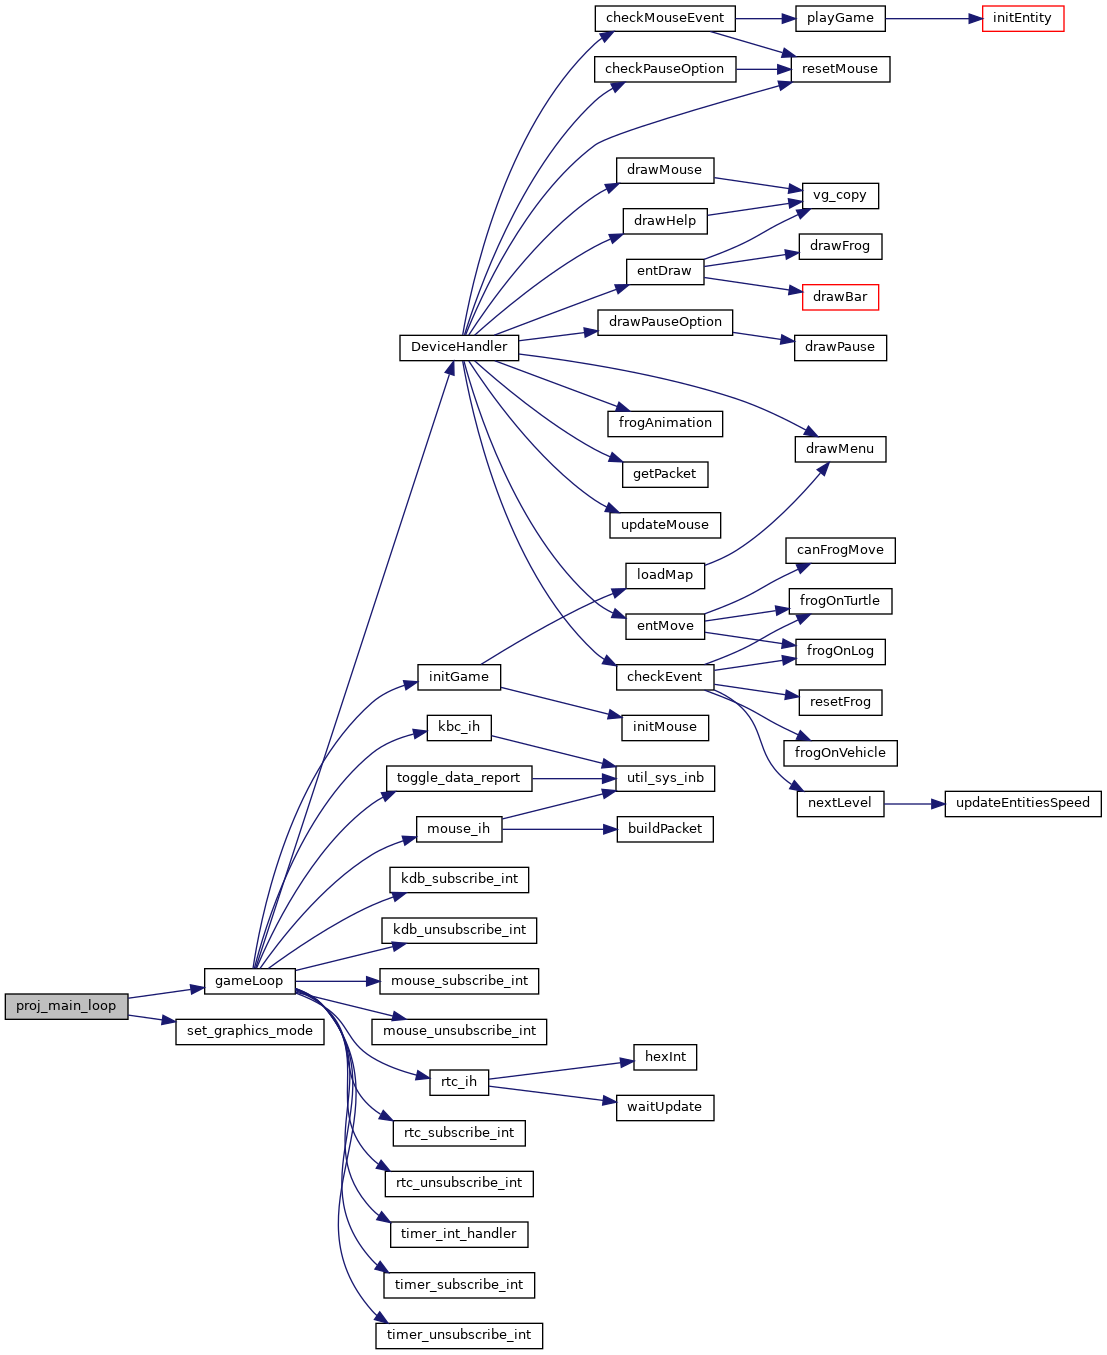 checkMouseEvent
playGame
initEntity
checkPauseOption
resetMouse
drawMouse
vg_copy
drawHelp
drawFrog
entDraw
drawBar
drawPauseOption
DeviceHandler
drawPause
frogAnimation
drawMenu
getPacket
updateMouse
canFrogMove
loadMap
frogOnTurtle
entMove
frogOnLog
initGame
checkEvent
resetFrog
kbc_ih
initMouse
frogOnVehicle
toggle_data_report
util_sys_inb
nextLevel
updateEntitiesSpeed
mouse_ih
buildPacket
kdb_subscribe_int
kdb_unsubscribe_int
gameLoop
mouse_subscribe_int
proj_main_loop
set_graphics_mode
mouse_unsubscribe_int
hexInt
rtc_ih
waitUpdate
rtc_subscribe_int
rtc_unsubscribe_int
timer_int_handler
timer_subscribe_int
timer_unsubscribe_int